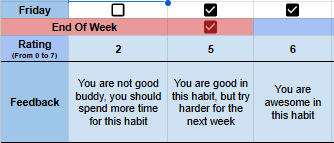 Friday
End Of Week
Rating
(From 0 to 7)
2 5 6
Feedback
You are not good
buddy, you should
spend more time
for this habit
You are good in
this habit, but try
harder for the
next week
You are
awesome in
this habit